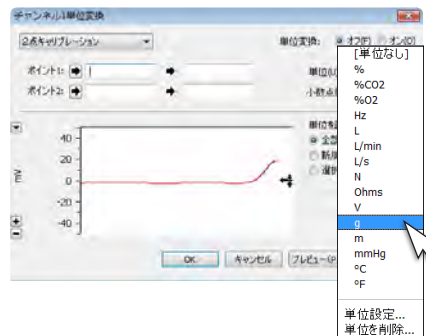 チャンネル1単位変換
2点キャリブレーション
単位変換: オフ(F) オン(O)
ポイント1:
ポイント2:
単位(U)
小数点
単位を
全
新
選
mV
40
20
0
-20
-40
OK キャンセル プレビュー(P
[単位なし]
%
%CO2
%O2
Hz
L
L/min
L/s
N
Ohms
V
g
m
mmHg
°C
°F
単位設定...
単位を削除...